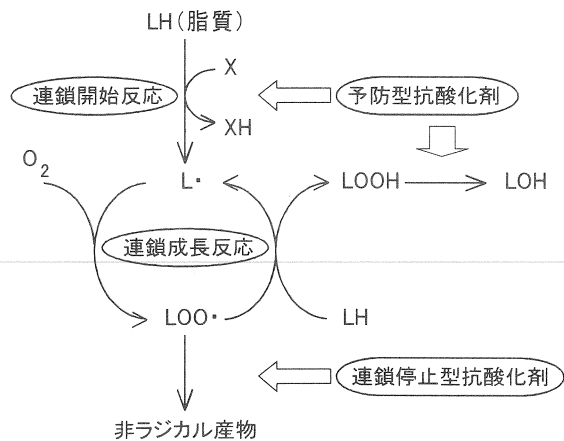 LH(脂質)
X
連鎖開始反応
予防型抗酸化剤
XH
O2
L・
LOOH
LOH
連鎖成長反応
LOO・
LH
連鎖停止型抗酸化剤
非ラジカル産物